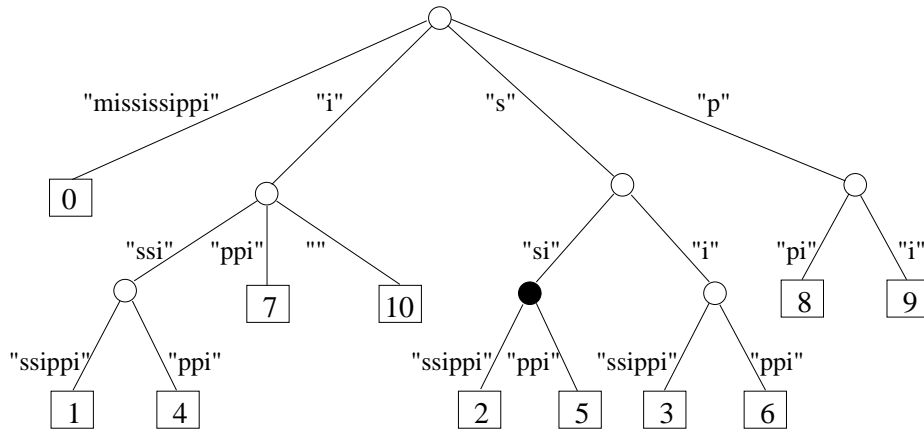 "mississippi" "i" "s" "p"
0
"ssi" "ppi" "" "si" "i" "pi" "i"
7 10 8 9
"ssippi" "ppi" "ssippi" "ppi" "ssippi" "ppi"
1 4 2 5 3 6